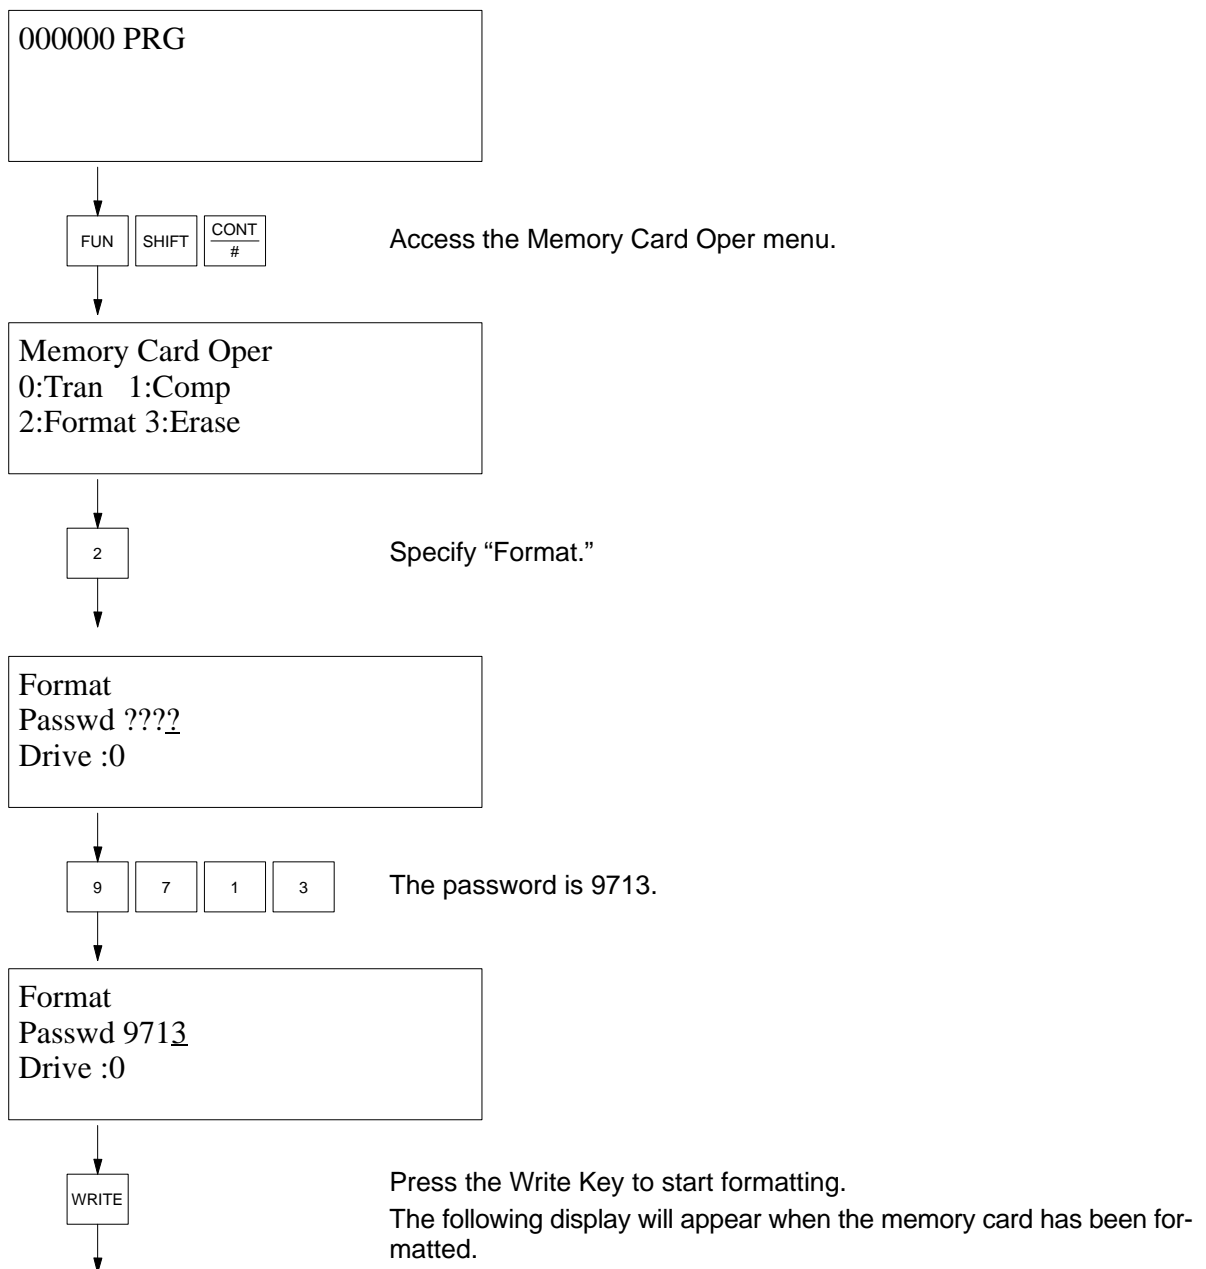 000000 PRG
FUN SHIFT CONT
#
Access the Memory Card Oper menu.
Memory Card Oper
0:Tran 1:Comp
2:Format 3:Erase
2
Specify “Format.”
Format
Passwd ????
Drive :0
9 7 1 3
The password is 9713.
Format
Passwd 9713
Drive :0
WRITE
Press the Write Key to start formatting.
The following display will appear when the memory card has been for-
matted.